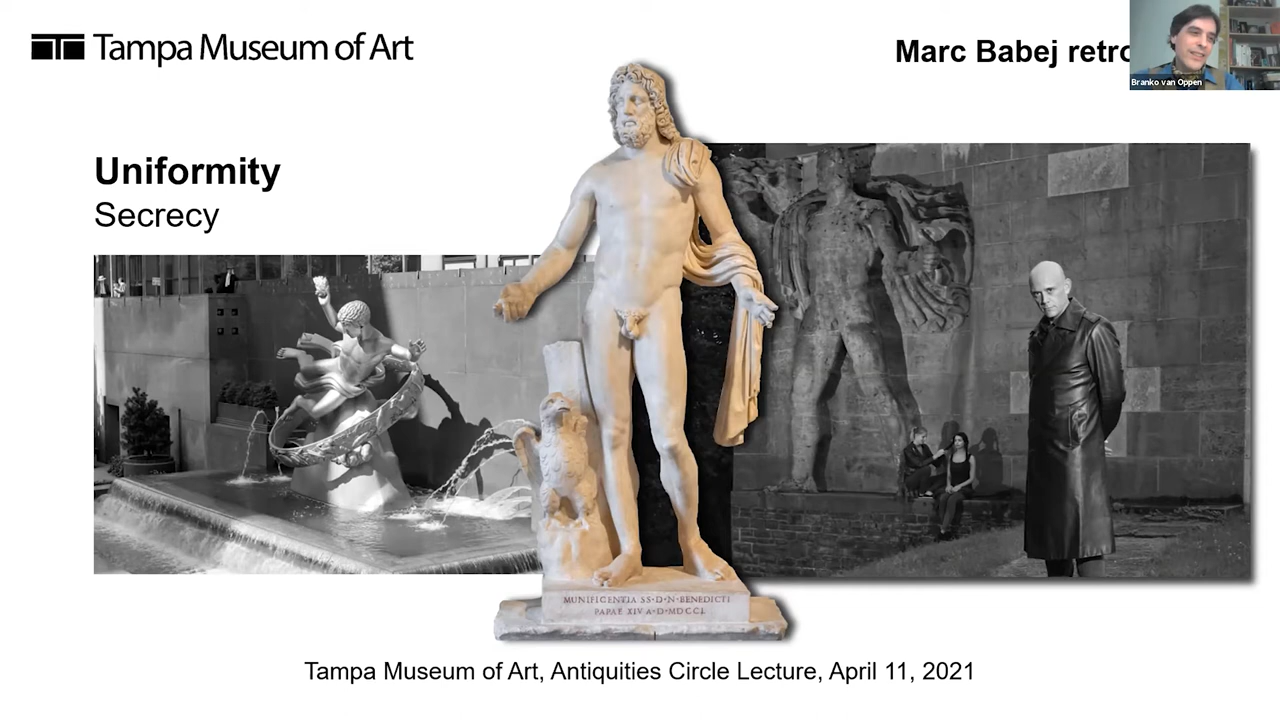 Tampa Museum of Art
Marc Babej retro
Branko van Oppen
Uniformity
Secrecy
MUNIFICENTIA SS·D·N·BENEDICTI
PAPAE XIV A·D·MDCCL
Tampa Museum of Art, Antiquities Circle Lecture, April 11, 2021